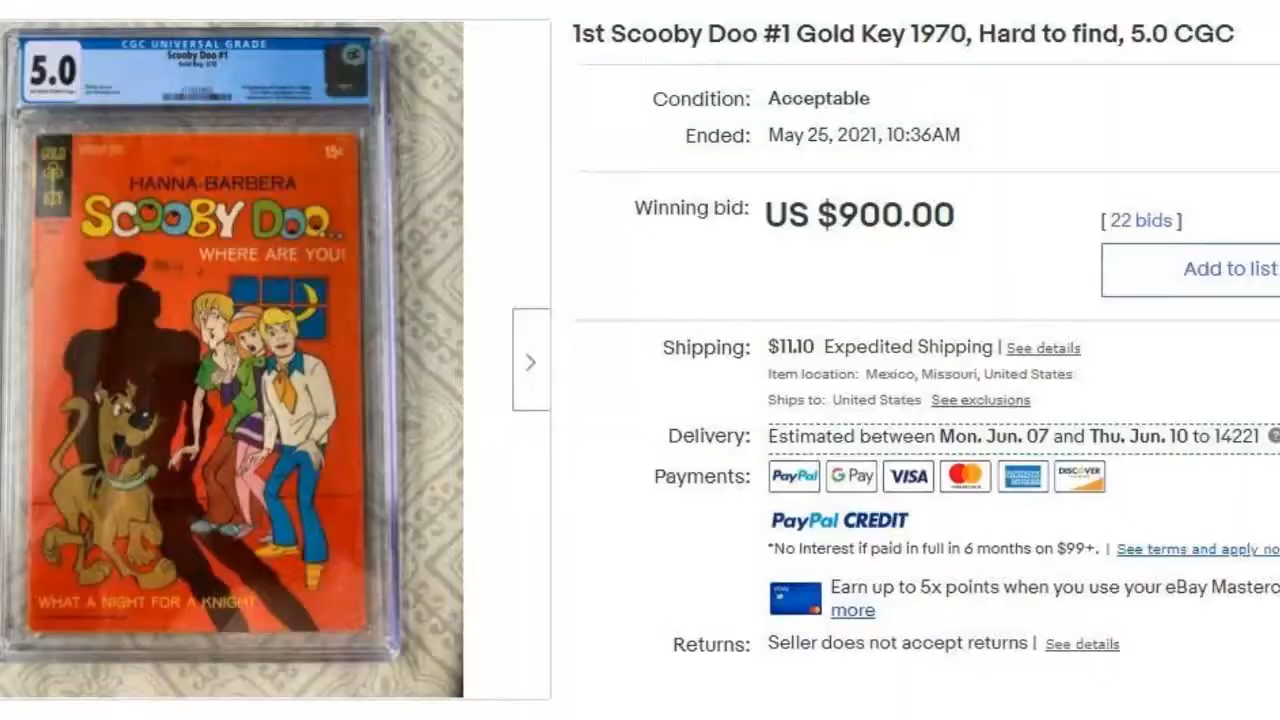 CGC UNIVERSAL GRADE
5.0
Scooby Doo #1
GOLD
KEY
15¢
HANNA-BARBERA
SCOOBY DOO..
WHERE ARE YOU!
WHAT A NIGHT FOR A KNIGHT
1st Scooby Doo #1 Gold Key 1970, Hard to find, 5.0 CGC
Condition: Acceptable
Ended: May 25, 2021, 10:36AM
Winning bid: US $900.00 [ 22 bids ]
Add to list
Shipping: $11.10 Expedited Shipping | See details
Item location: Mexico, Missouri, United States
Ships to: United States See exclusions
Delivery: Estimated between Mon. Jun. 07 and Thu. Jun. 10 to 14221
Payments: PayPal G Pay VISA MasterCard AMERICAN EXPRESS DISCOVER
PayPal CREDIT
*No Interest if paid in full in 6 months on $99+. | See terms and apply no
Earn up to 5x points when you use your eBay Masterc
more
Returns: Seller does not accept returns | See details